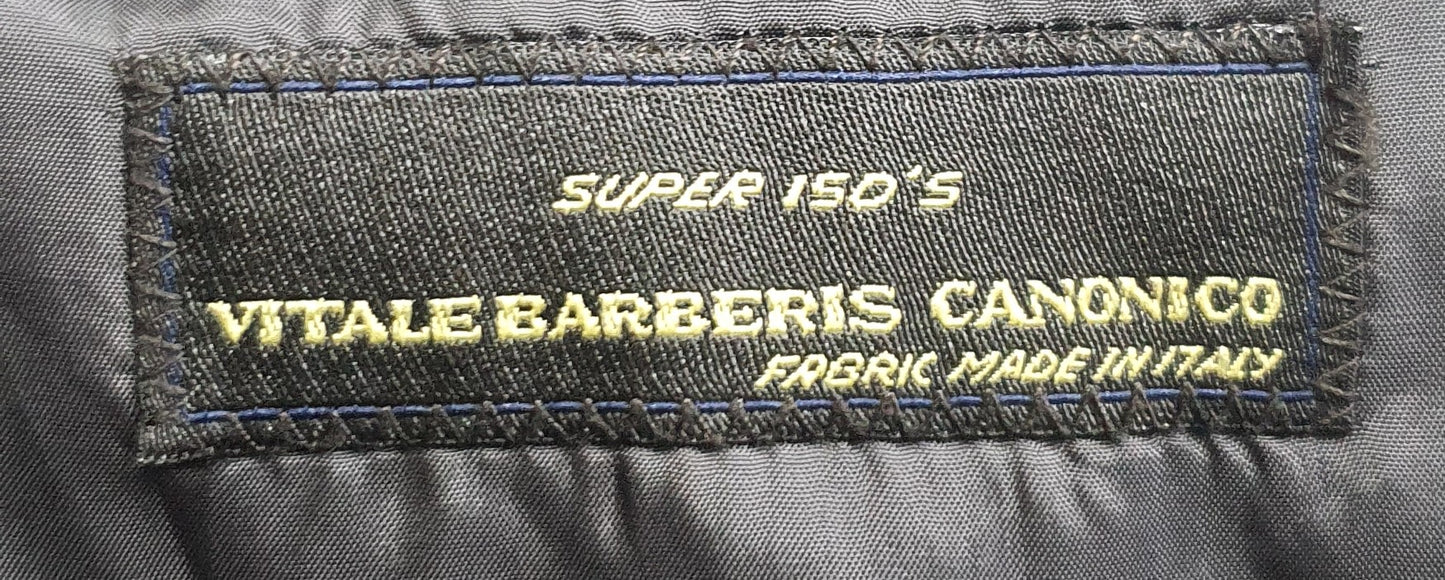 SUPER 150'S
VITALE BARBERIS CANONICO
FABRIC MADE IN ITALY